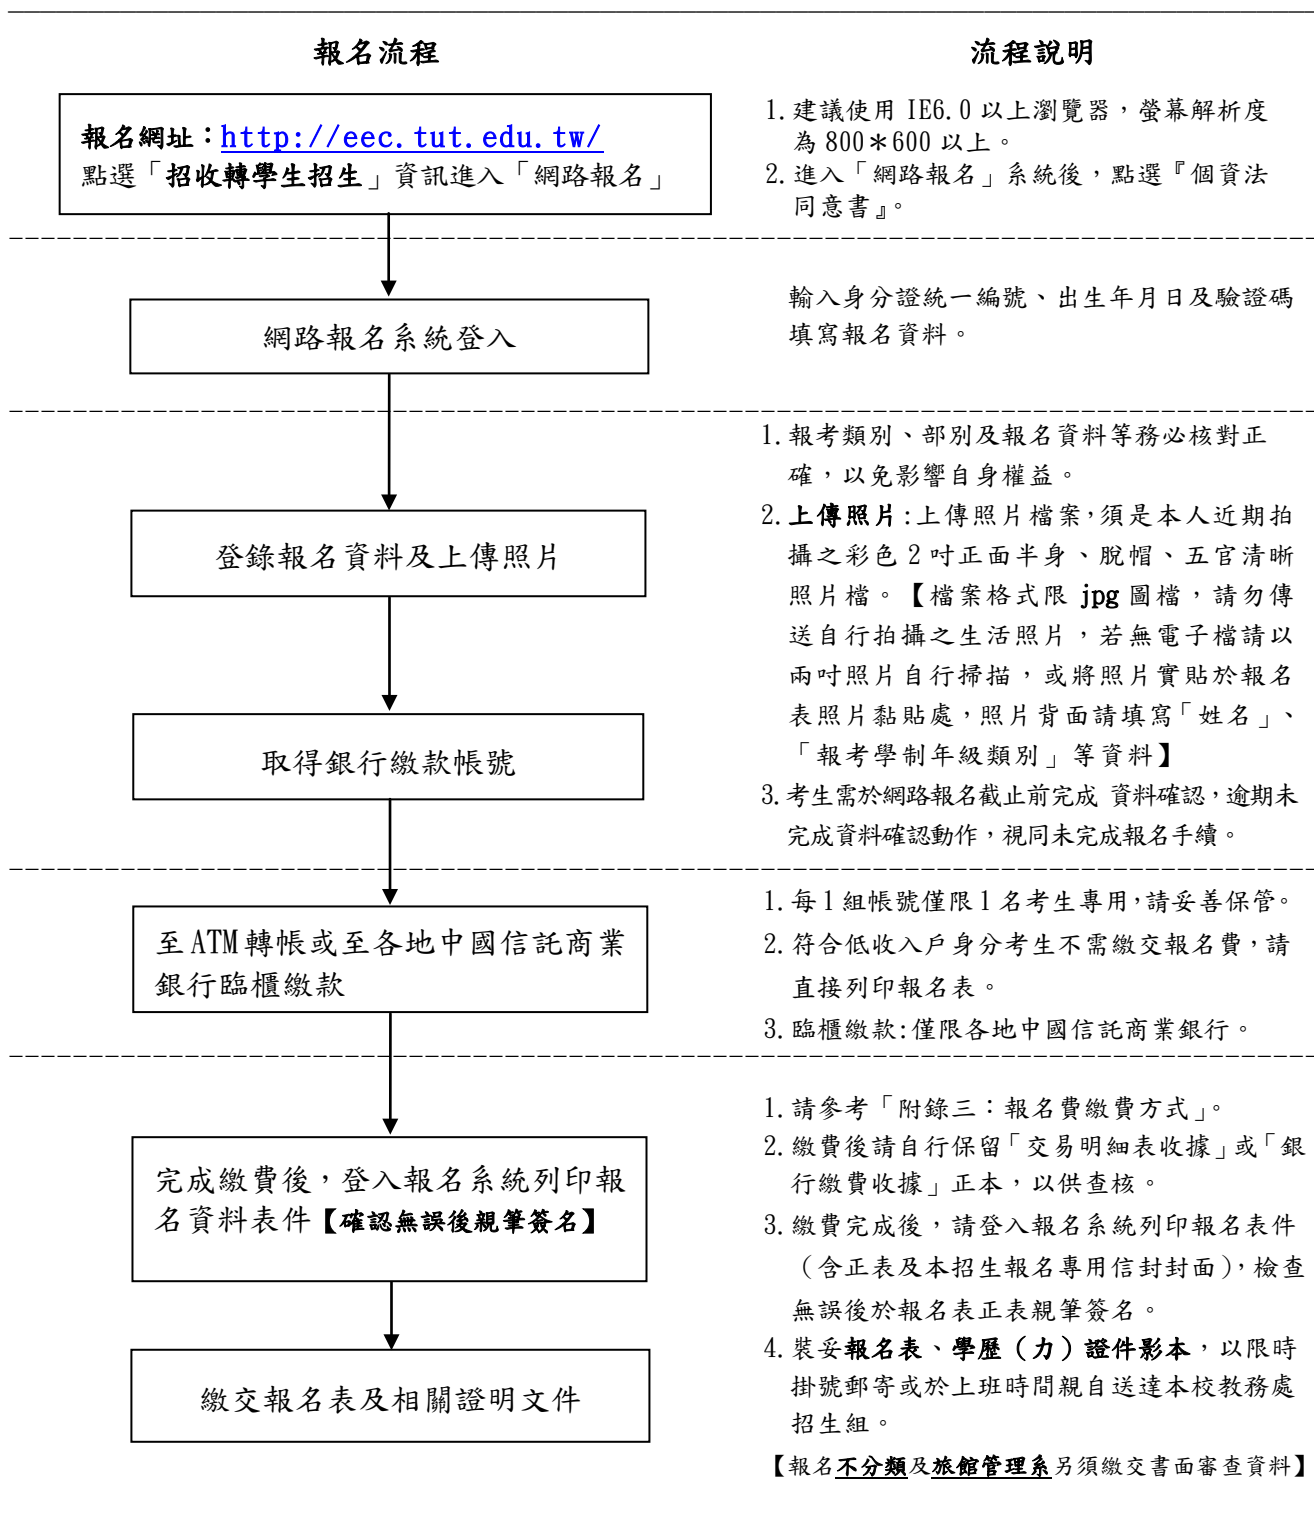 報名流程
流程說明
報名網址：http://eec.tut.edu.tw/
點選「招收轉學生招生」資訊進入「網路報名」
1.建議使用 IE6.0 以上瀏覽器，螢幕解析度
為 800＊600 以上。
2.進入「網路報名」系統後，點選『個資法
同意書』。
網路報名系統登入
輸入身分證統一編號、出生年月日及驗證碼
填寫報名資料。
登錄報名資料及上傳照片
取得銀行繳款帳號
1.報考類別、部別及報名資料等務必核對正
確，以免影響自身權益。
2.上傳照片:上傳照片檔案，須是本人近期拍
攝之彩色 2 吋正面半身、脫帽、五官清晰
照片檔。【檔案格式限 jpg 圖檔，請勿傳
送自行拍攝之生活照片，若無電子檔請以
兩吋照片自行掃描，或將照片實貼於報名
表照片黏貼處，照片背面請填寫「姓名」、
「報考學制年級類別」等資料】
3.考生需於網路報名截止前完成 資料確認，逾期未
完成資料確認動作，視同未完成報名手續。
至 ATM 轉帳或至各地中國信託商業
銀行臨櫃繳款
1.每 1 組帳號僅限 1 名考生專用，請妥善保管。
2.符合低收入戶身分考生不需繳交報名費，請
直接列印報名表。
3.臨櫃繳款:僅限各地中國信託商業銀行。
完成繳費後，登入報名系統列印報
名資料表件【確認無誤後親筆簽名】
繳交報名表及相關證明文件
1.請參考「附錄三：報名費繳費方式」。
2.繳費後請自行保留「交易明細表收據」或「銀
行繳費收據」正本，以供查核。
3.繳費完成後，請登入報名系統列印報名表件
（含正表及本招生報名專用信封封面），檢查
無誤後於報名表正表親筆簽名。
4.裝妥報名表、學歷（力）證件影本，以限時
掛號郵寄或於上班時間親自送達本校教務處
招生組。
【報名不分類及旅館管理系另須繳交書面審查資料】